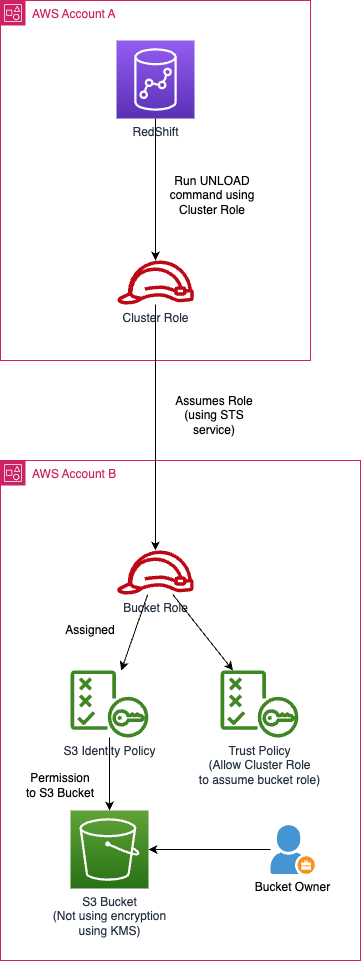 AWS Account A
RedShift
Run UNLOAD
command using
Cluster Role
Cluster Role
Assumes Role
(using STS
service)
AWS Account B
Bucket Role
Assigned
S3 Identity Policy
Trust Policy
(Allow Cluster Role
to assume bucket role)
Permission
to S3 Bucket
S3 Bucket
(Not using encryption
using KMS)
Bucket Owner